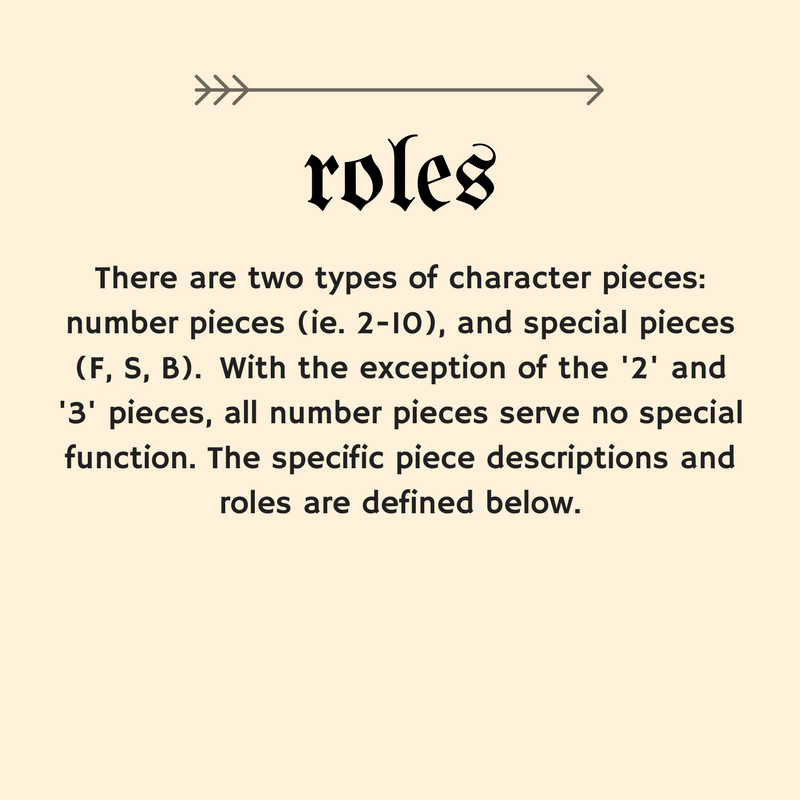 roles
There are two types of character pieces:
number pieces (ie. 2-10), and special pieces
(F, S, B).  With the exception of the '2' and
'3' pieces, all number pieces serve no special
function. The specific piece descriptions and
roles are defined below.